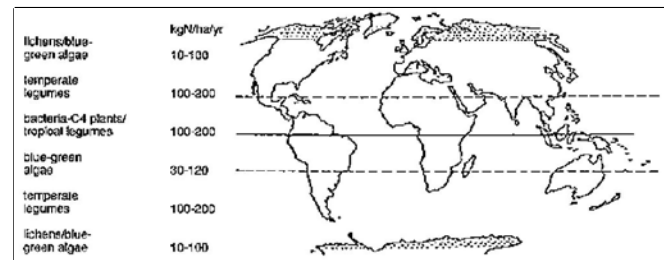 kgN/ha/yr
lichens/blue-
green algae 10-100
temperate
legumes 100-200
bacteria-C4 plants/
tropical legumes 100-200
blue-green
algae 30-120
temperate
legumes 100-200
lichens/blue-
green algae 10-100